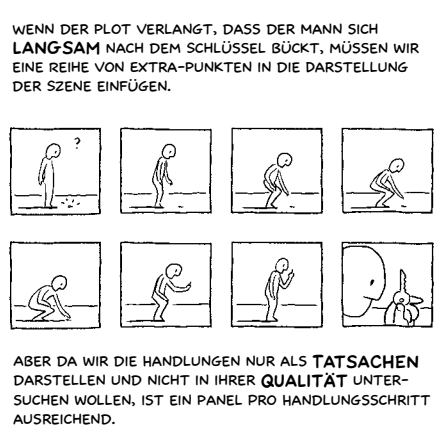 WENN DER PLOT VERLANGT, DASS DER MANN SICH
LANGSAM NACH DEM SCHLÜSSEL BÜCKT, MÜSSEN WIR
EINE REIHE VON EXTRA-PUNKTEN IN DIE DARSTELLUNG
DER SZENE EINFÜGEN.
?
ABER DA WIR DIE HANDLUNGEN NUR ALS TATSACHEN
DARSTELLEN UND NICHT IN IHRER QUALITÄT UNTER-
SUCHEN WOLLEN, IST EIN PANEL PRO HANDLUNGSSCHRITT
AUSREICHEND.